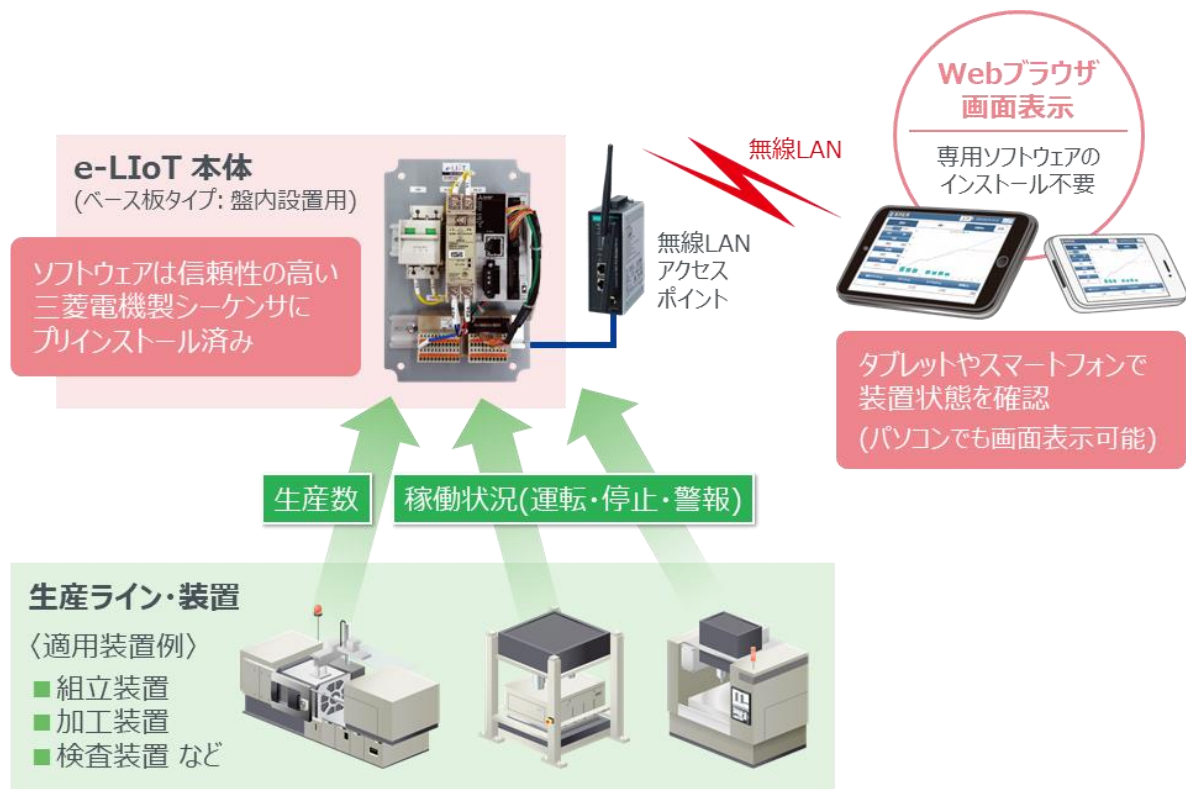 Webブラウザ
画面表示
専用ソフトウェアの
インストール不要
無線LAN
e-LIoT 本体
(ベース板タイプ: 盤内設置用)
ソフトウェアは信頼性の高い
三菱電機製シーケンサに
プリインストール済み
無線LAN
アクセス
ポイント
タブレットやスマートフォンで
装置状態を確認
(パソコンでも画面表示可能)
生産数
稼働状況(運転・停止・警報)
生産ライン・装置
〈適用装置例〉
■組立装置
■加工装置
■検査装置 など